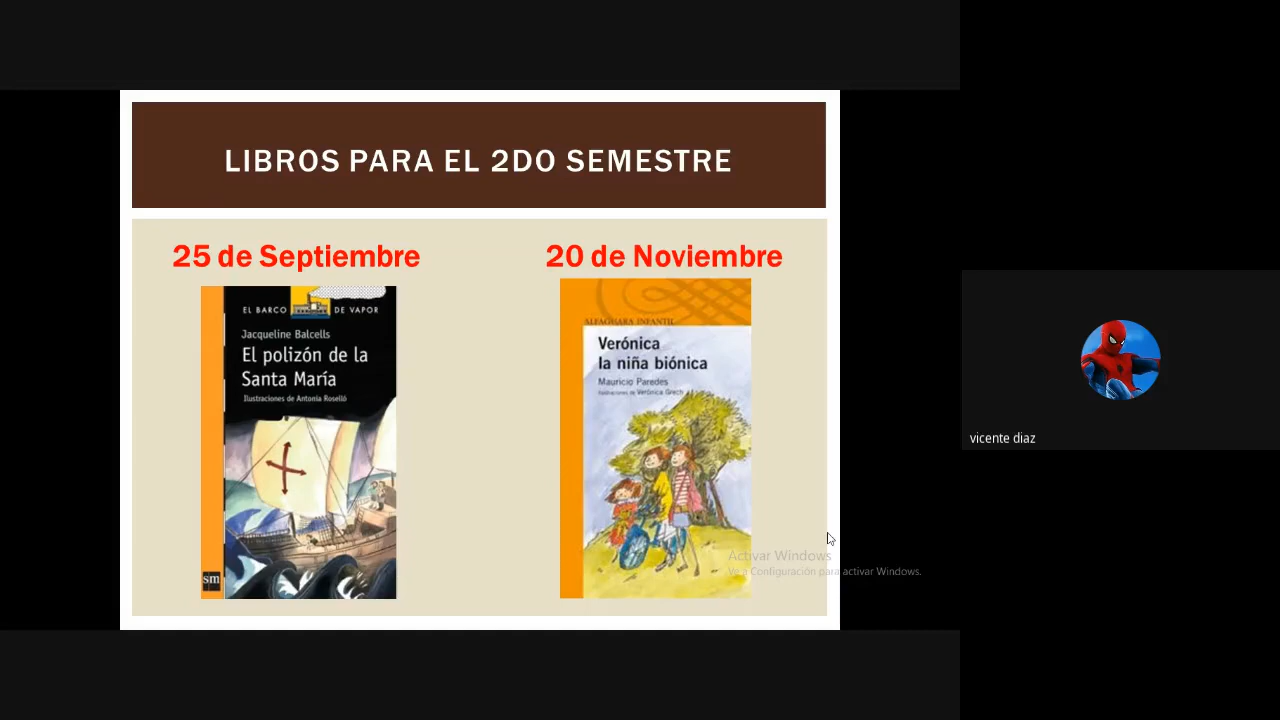 LIBROS PARA EL 2DO SEMESTRE
25 de Septiembre
20 de Noviembre
EL BARCO DE VAPOR
Jacqueline Balcells
El polizón de la
Santa María
Ilustraciones de Antonia Roselló
sm
ALFAGUARA INFANTIL
Verónica
la niña biónica
Mauricio Paredes
Ilustraciones de Verónica Grech
Activar Windows
Ve a Configuración para activar Windows.
vicente diaz